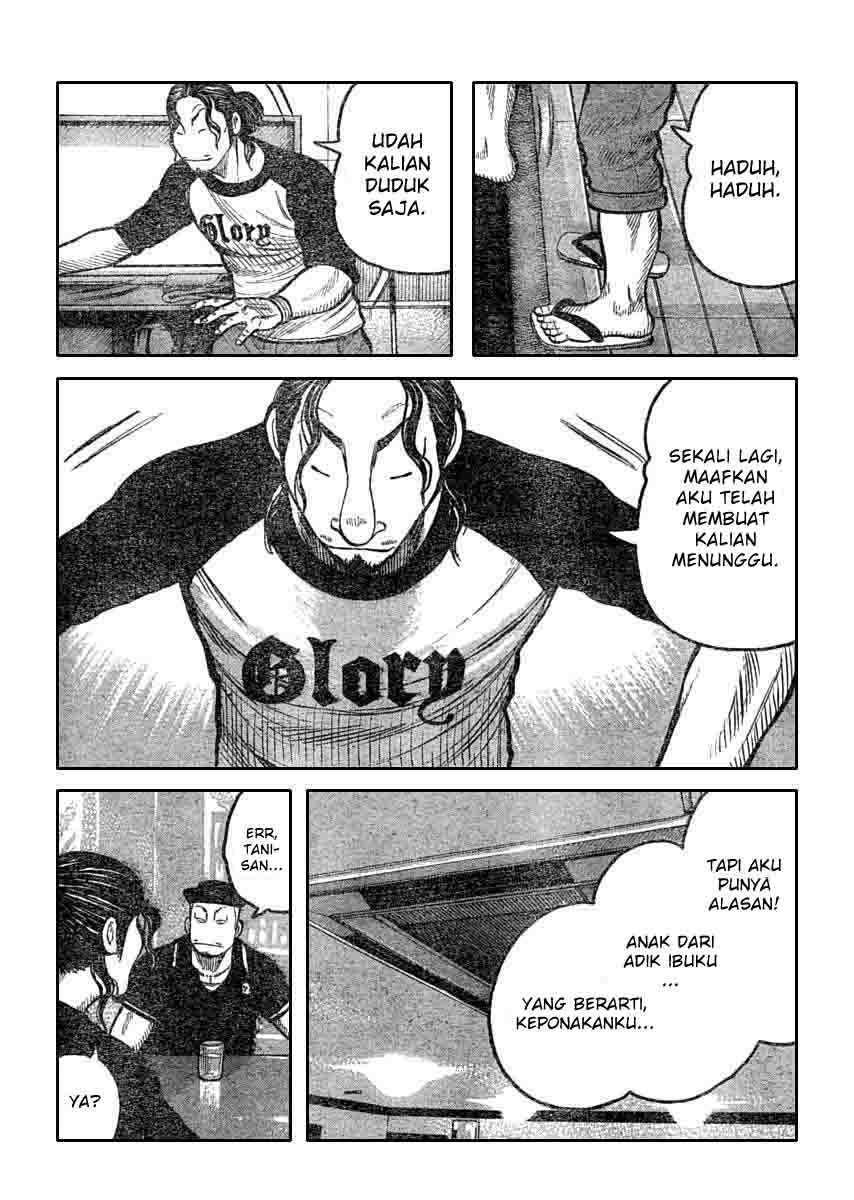 HADUH,
HADUH.
UDAH
KALIAN
DUDUK
SAJA.
Glory
SEKALI LAGI,
MAAFKAN
AKU TELAH
MEMBUAT
KALIAN
MENUNGGU.
Glory
TAPI AKU
PUNYA
ALASAN!
ANAK DARI
ADIK IBUKU
...
YANG BERARTI,
KEPONAKANKU...
ERR,
TANI-
SAN...
YA?